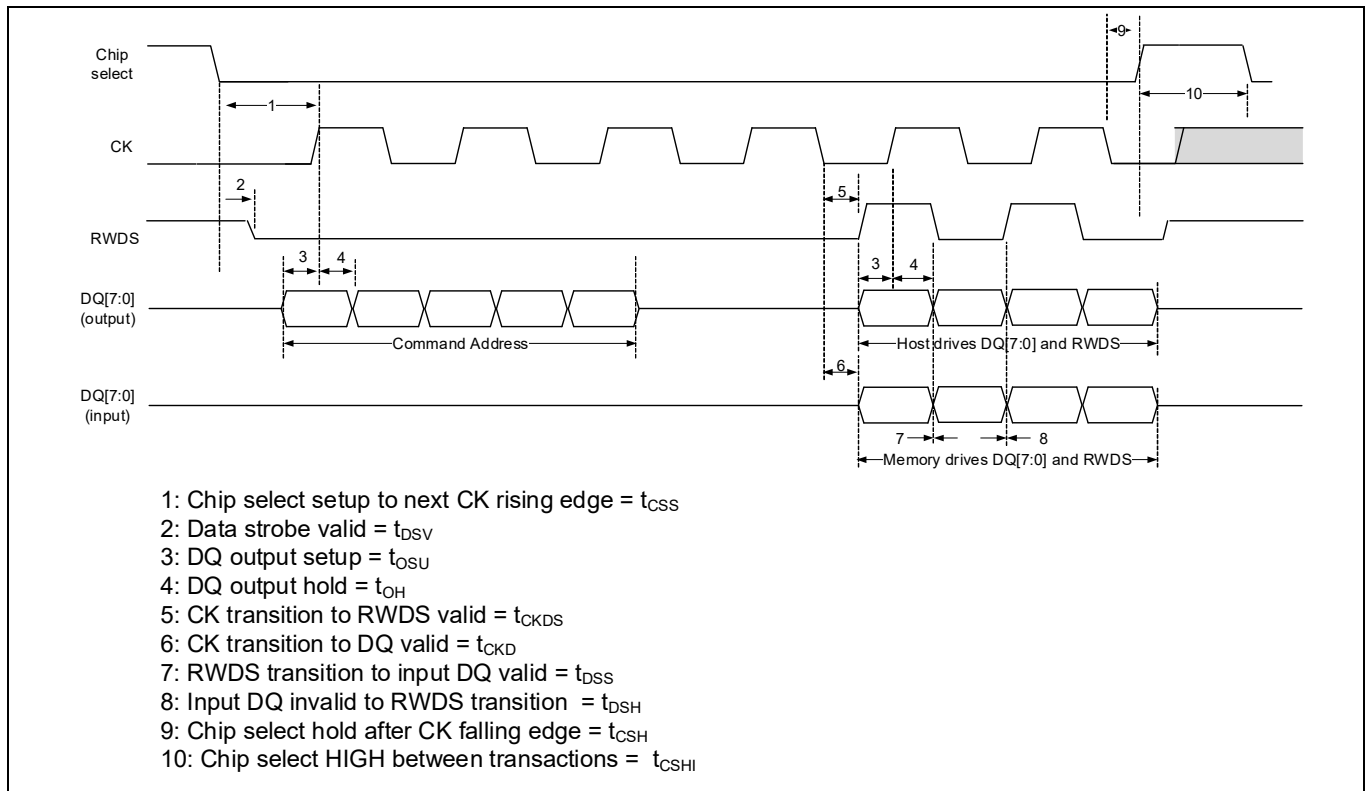 Chip
select
9
10
1
CK
2
5
RWDS
3 4
3 4
DQ[7:0]
(output)
Command Address
Host drives DQ[7:0] and RWDS
6
DQ[7:0]
(input)
7
8
Memory drives DQ[7:0] and RWDS
1: Chip select setup to next CK rising edge = tCSS
2: Data strobe valid = tDSV
3: DQ output setup = tOSU
4: DQ output hold = tOH
5: CK transition to RWDS valid = tCKDS
6: CK transition to DQ valid = tCKD
7: RWDS transition to input DQ valid = tDSS
8: Input DQ invalid to RWDS transition = tDSH
9: Chip select hold after CK falling edge = tCSH
10: Chip select HIGH between transactions = tCSHI